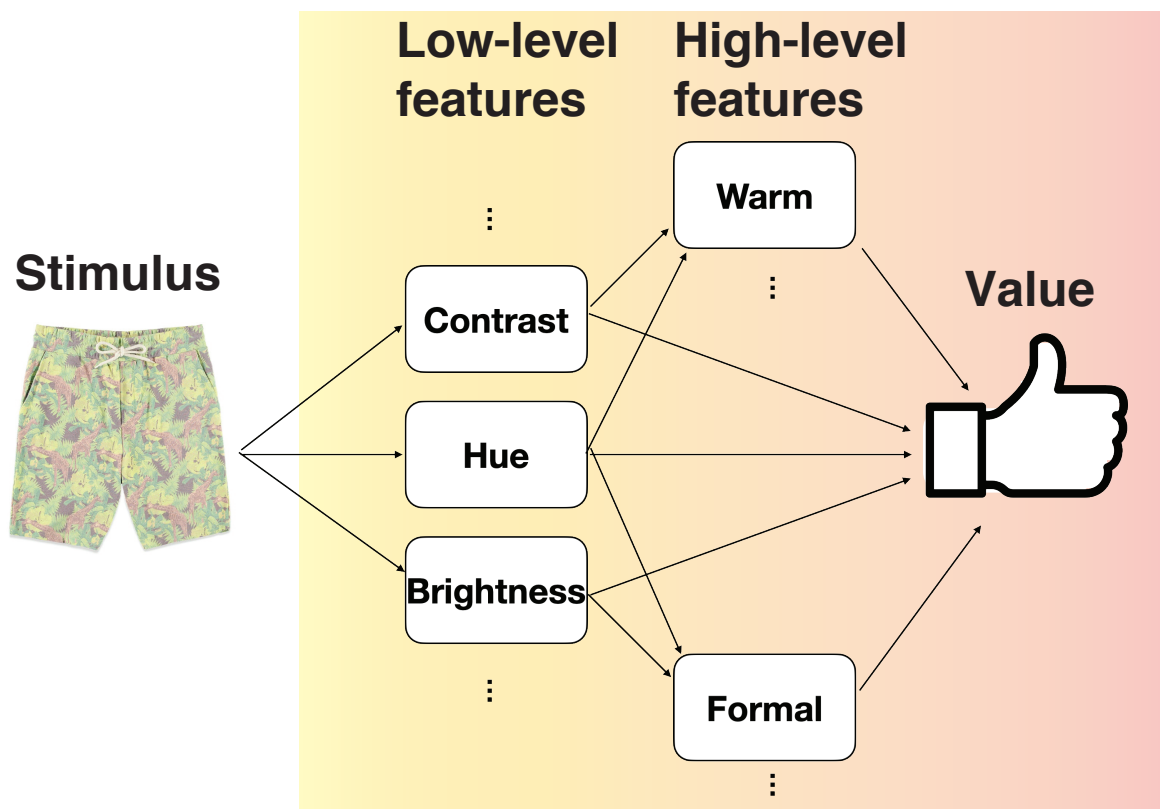 Low-level
features
High-level
features
Warm
⋮
⋮
Stimulus
Contrast
Value
Hue
Brightness
⋮
Formal
⋮